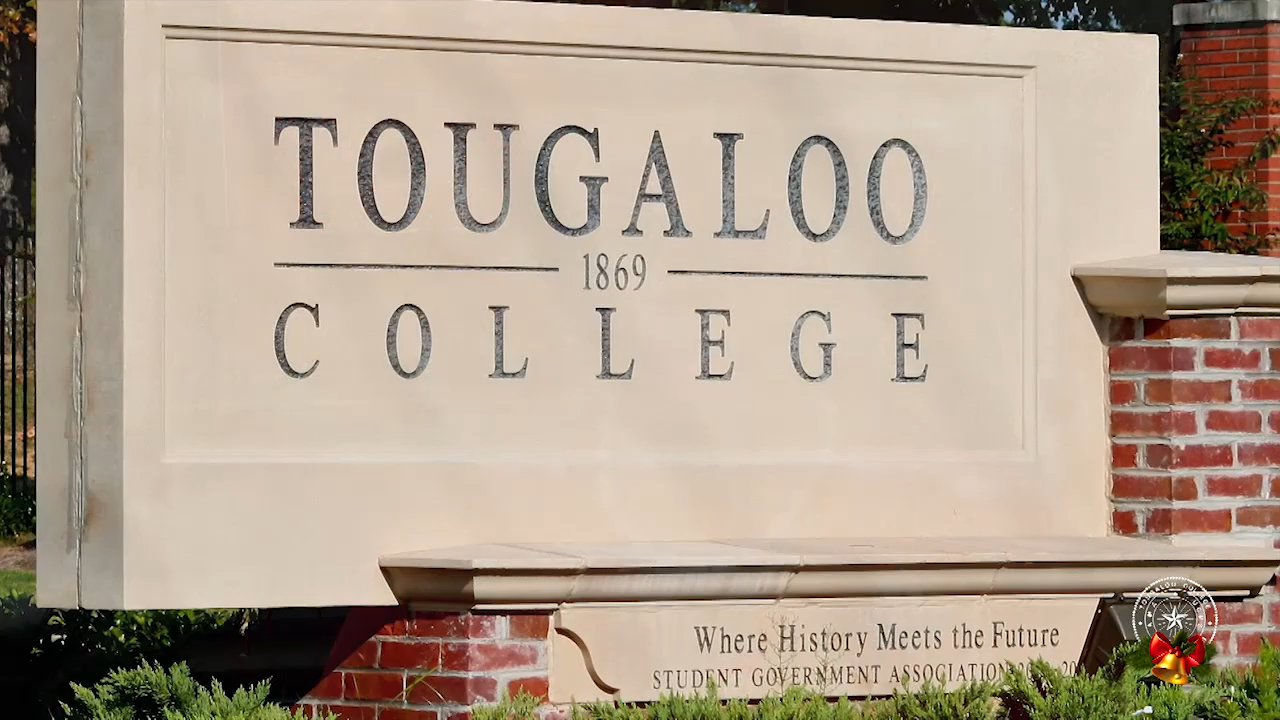 TOUGALOO
1869
COLLEGE
Where History Meets the Future
STUDENT GOVERNMENT ASSOCIATION